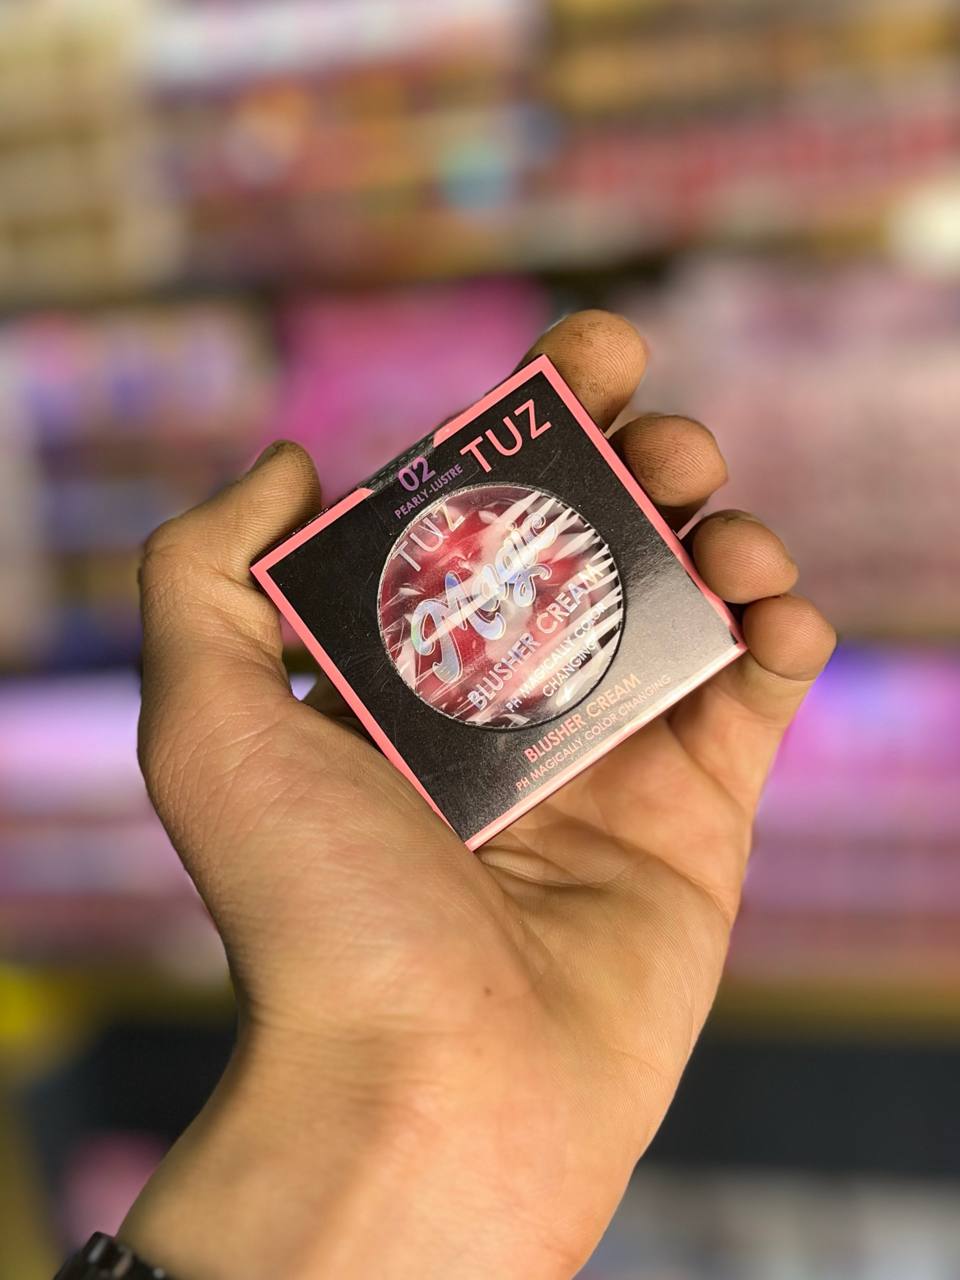 TUZ
02
PEARLY-LUSTRE
TUZ
Magic
BLUSHER CREAM
PH MAGICALLY COLOR
CHANGING
BLUSHER CREAM
PH MAGICALLY COLOR CHANGING